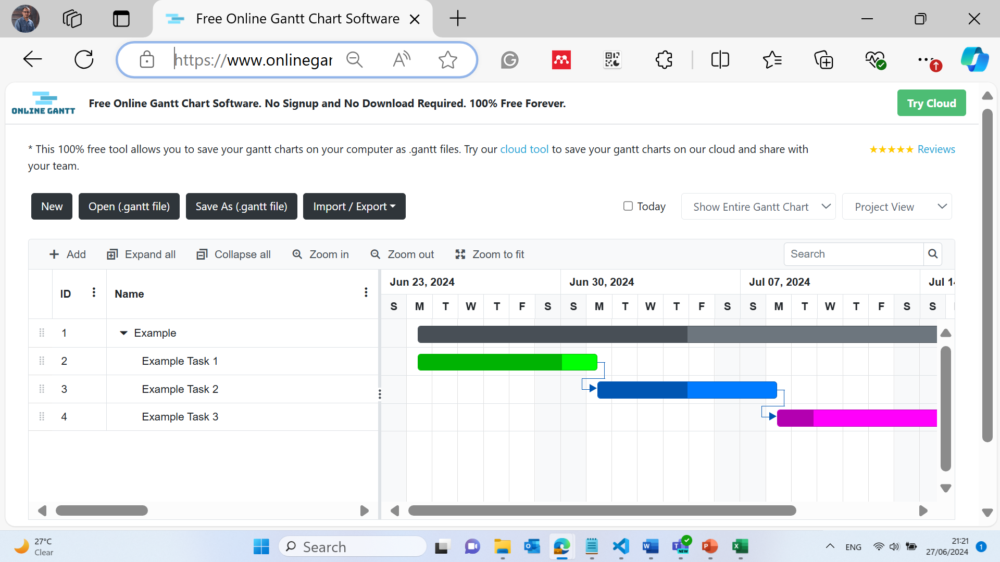 Free Online Gantt Chart Software
https://www.onlinegar
ONLINE GANTT
Free Online Gantt Chart Software. No Signup and No Download Required. 100% Free Forever.
Try Cloud
* This 100% free tool allows you to save your gantt charts on your computer as .gantt files. Try our cloud tool to save your gantt charts on our cloud and share with
your team.
★★★★★ Reviews
New
Open (.gantt file)
Save As (.gantt file)
Import / Export
Today
Show Entire Gantt Chart
Project View
Add
Expand all
Collapse all
Zoom in
Zoom out
Zoom to fit
Search
ID
Name
Jun 23, 2024
Jun 30, 2024
Jul 07, 2024
Jul 14
S M T W T F S S M T W T F S S M T W T F S S
1 Example
2 Example Task 1
3 Example Task 2
4 Example Task 3
27°C
Clear
Search
NEW
ENG
21:21
27/06/2024
1